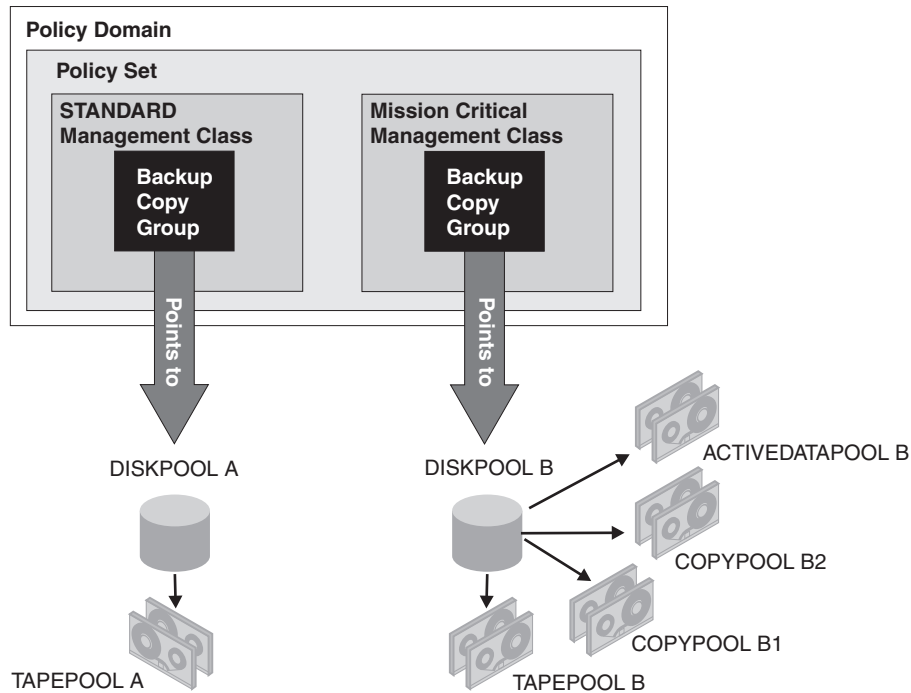 Policy Domain
Policy Set
STANDARD
Management Class
Backup
Copy
Group
Points to
Mission Critical
Management Class
Backup
Copy
Group
Points to
DISKPOOL A
DISKPOOL B
ACTIVEDATAPOOL B
COPYPOOL B2
COPYPOOL B1
TAPEPOOL A
TAPEPOOL B